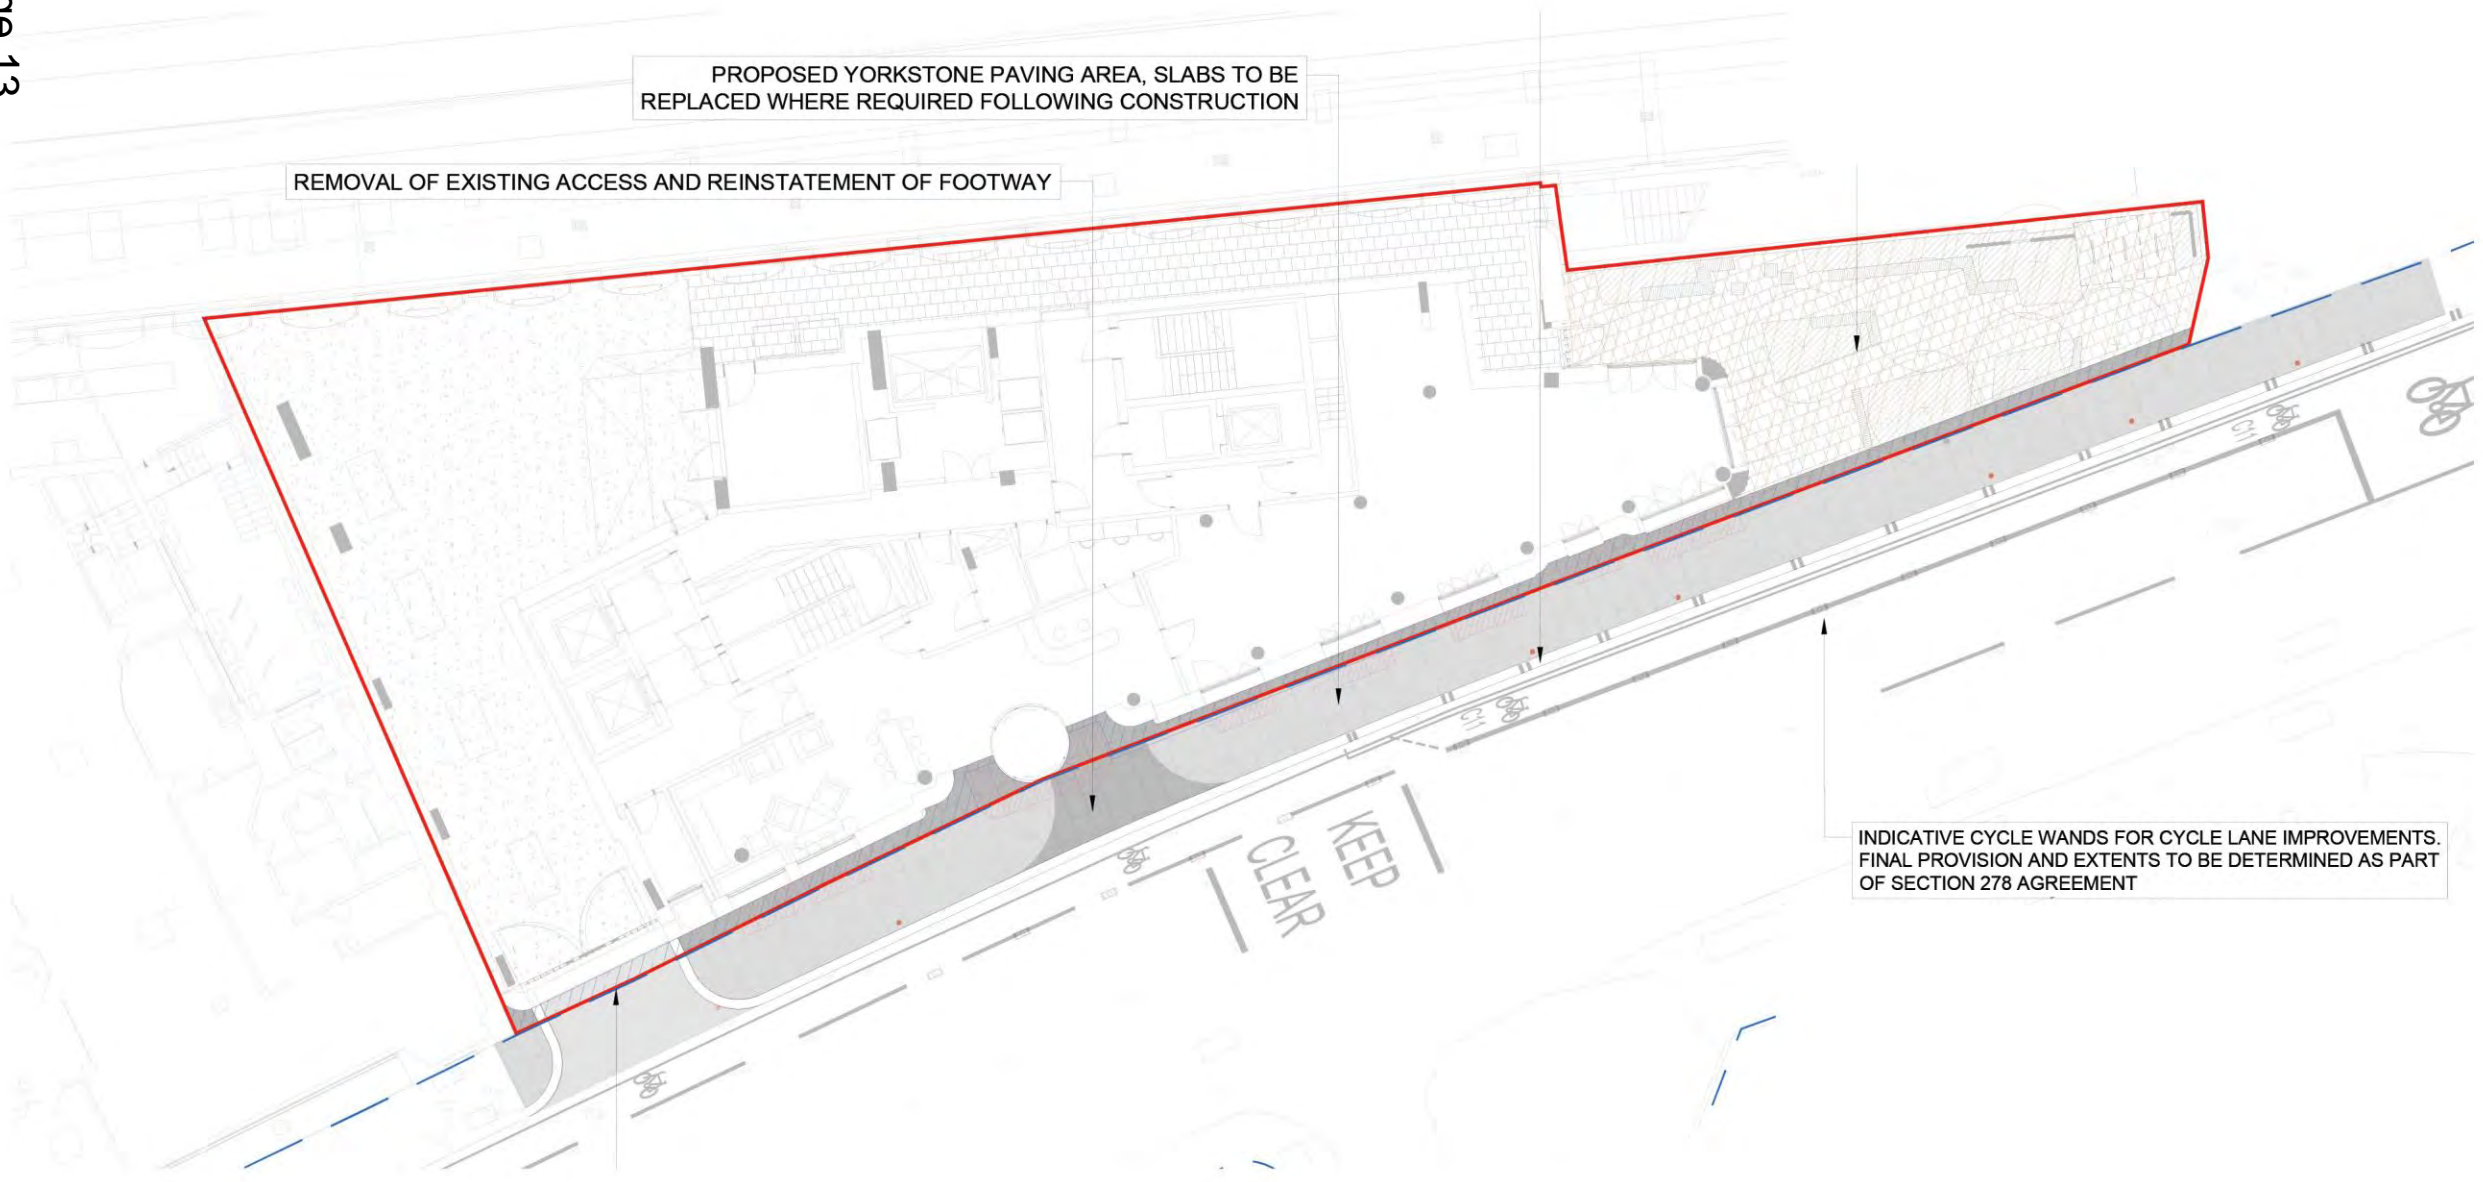 ge 13
PROPOSED YORKSTONE PAVING AREA, SLABS TO BE
REPLACED WHERE REQUIRED FOLLOWING CONSTRUCTION
REMOVAL OF EXISTING ACCESS AND REINSTATEMENT OF FOOTWAY
C11
C11
KEEP
CLEAR
INDICATIVE CYCLE WANDS FOR CYCLE LANE IMPROVEMENTS.
FINAL PROVISION AND EXTENTS TO BE DETERMINED AS PART
OF SECTION 278 AGREEMENT